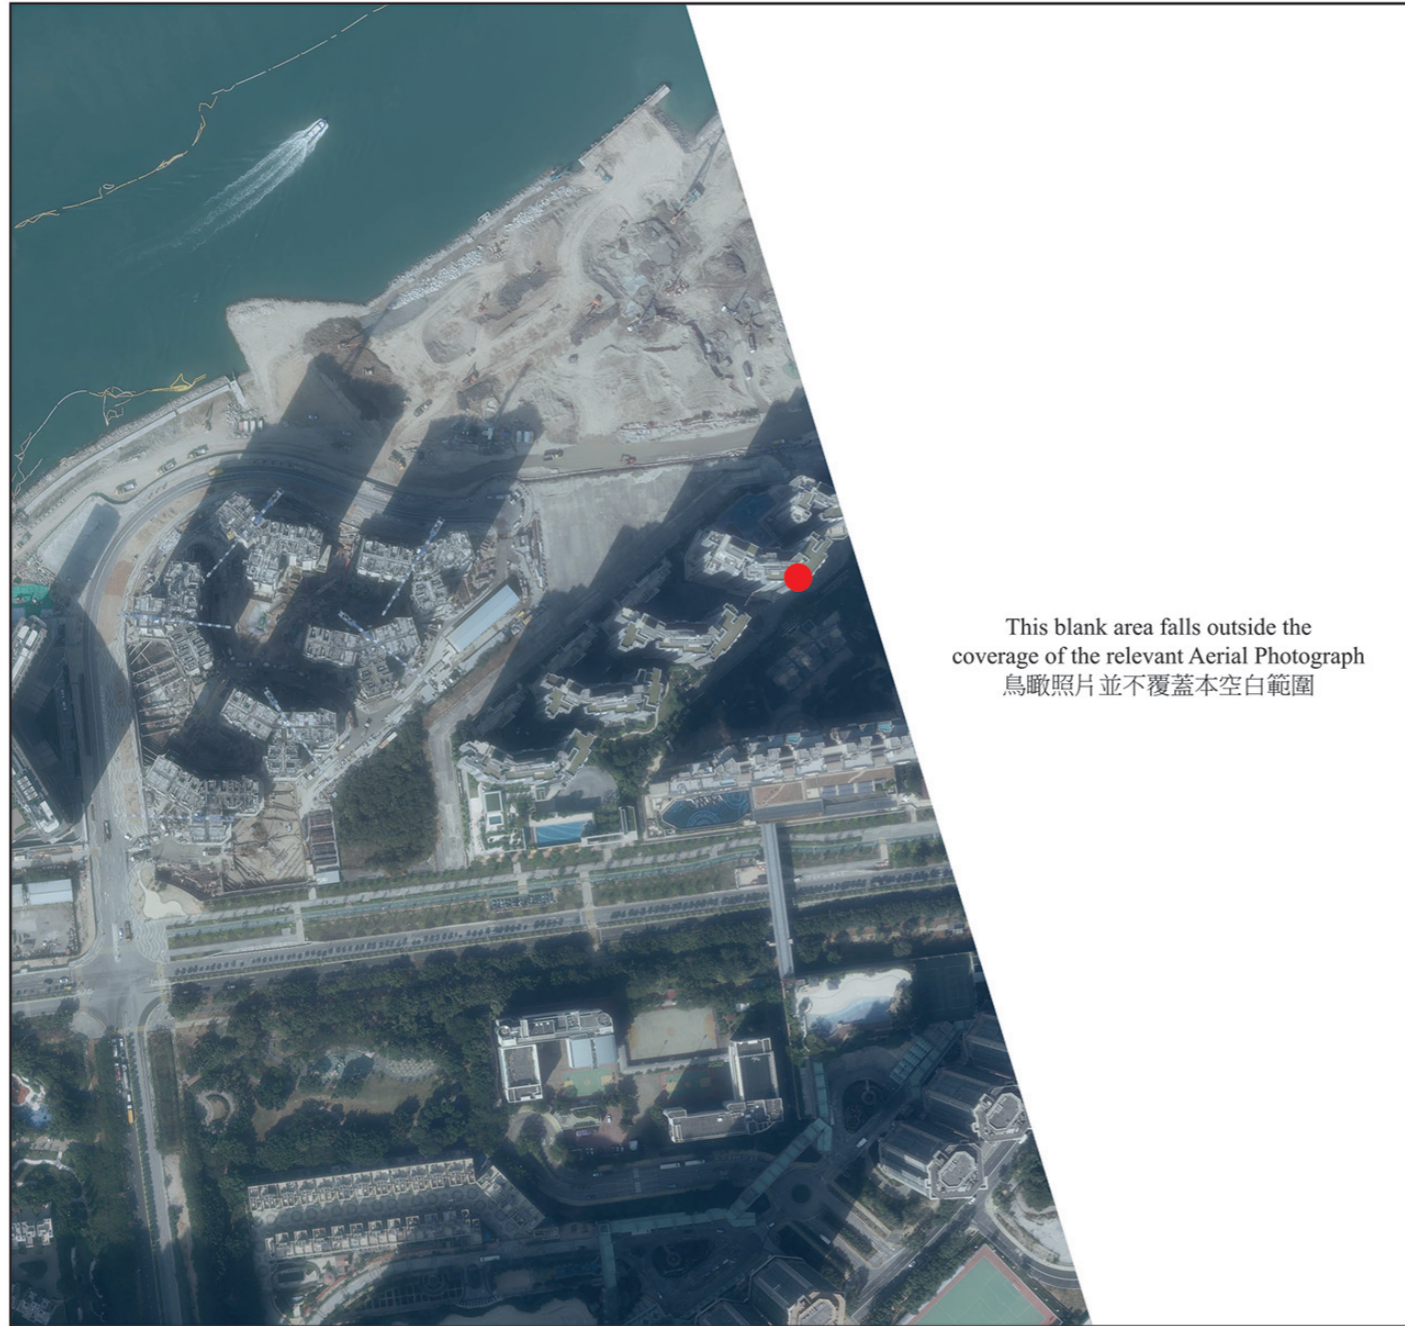 This blank area falls outside the
coverage of the relevant Aerial Photograph
鳥瞰照片並不覆蓋本空白範圍